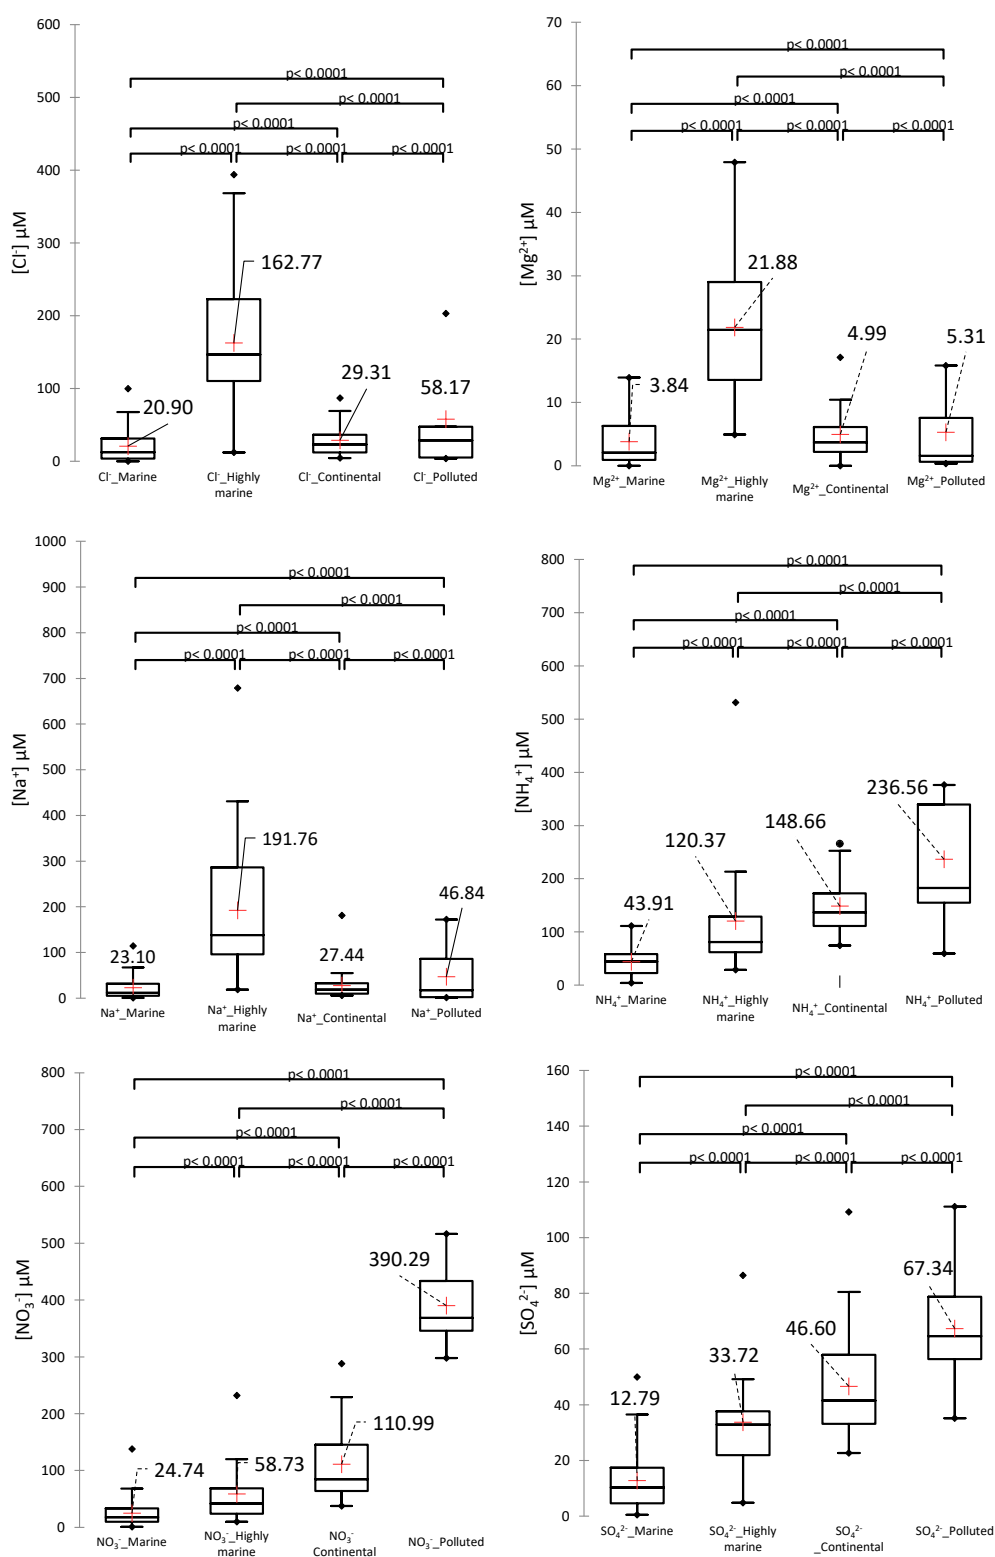 600
500
400
300
200
100
0
[Cl⁻] µM
p< 0.0001
p< 0.0001
p< 0.0001
p< 0.0001 p< 0.0001 p< 0.0001
162.77
20.90
29.31
58.17
Cl⁻_Marine Cl⁻_Highly marine Cl⁻_Continental Cl⁻_Polluted
70
60
50
40
30
20
10
0
[Mg²⁺] µM
p< 0.0001
p< 0.0001
p< 0.0001
p< 0.0001 p< 0.0001 p< 0.0001
21.88
3.84
4.99
5.31
Mg²⁺_Marine Mg²⁺_Highly marine Mg²⁺_Continental Mg²⁺_Polluted
1000
900
800
700
600
500
400
300
200
100
0
[Na⁺] µM
p< 0.0001
p< 0.0001
p< 0.0001
p< 0.0001 p< 0.0001 p< 0.0001
191.76
23.10
27.44
46.84
Na⁺_Marine Na⁺_Highly marine Na⁺_Continental Na⁺_Polluted
800
700
600
500
400
300
200
100
0
[NH₄⁺] µM
p< 0.0001
p< 0.0001
p< 0.0001
p< 0.0001 p< 0.0001 p< 0.0001
43.91
120.37
148.66
236.56
NH₄⁺_Marine NH₄⁺_Highly marine NH₄⁺_Continental NH₄⁺_Polluted
800
700
600
500
400
300
200
100
0
[NO₃⁻] µM
p< 0.0001
p< 0.0001
p< 0.0001
p< 0.0001 p< 0.0001 p< 0.0001
390.29
24.74
58.73
110.99
NO₃⁻_Marine NO₃⁻_Highly marine NO₃⁻ Continental NO₃⁻_Polluted
160
140
120
100
80
60
40
20
0
[SO₄²⁻] µM
p< 0.0001
p< 0.0001
p< 0.0001
p< 0.0001 p< 0.0001 p< 0.0001
12.79
33.72
46.60
67.34
SO₄²⁻_Marine SO₄²⁻_Highly marine SO₄²⁻ _Continental SO₄²⁻_Polluted